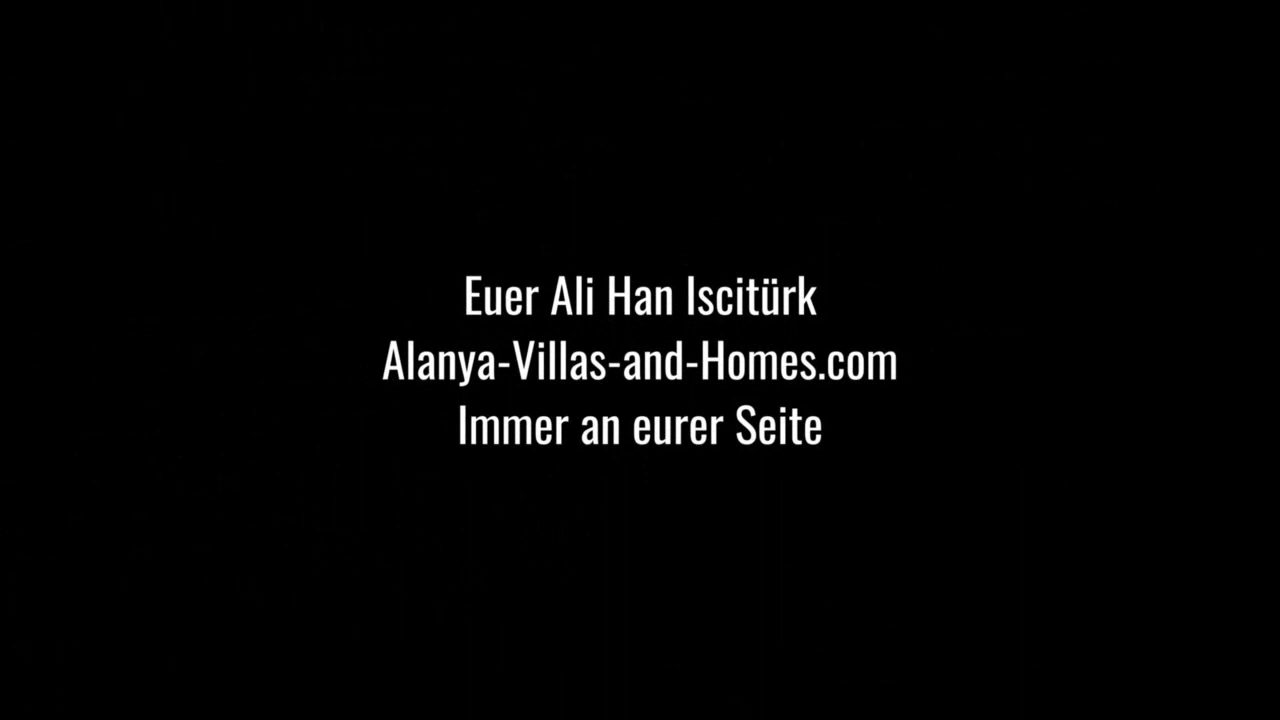 Euer Ali Han Iscitürk
Alanya-Villas-and-Homes.com
Immer an eurer Seite